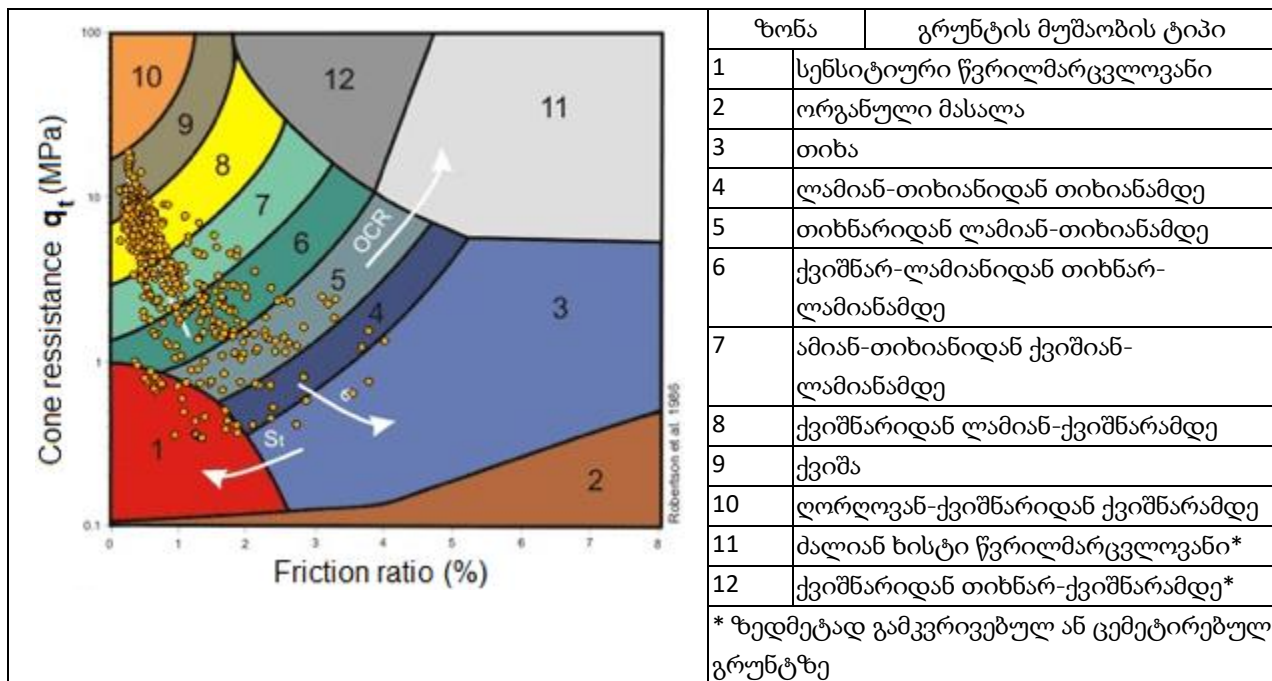 100
10
1
0.1
Cone ressistance qt (MPa)
10
9
12
11
8
7
6
OCR
5
4
3
e
St
1
2
0 1 2 3 4 5 6 7 8
Friction ratio (%)
Robertson et al. 1986
ზონა გრუნტის მუშაობის ტიპი
1 სენსიტიური წვრილმარცვლოვანი
2 ორგანული მასალა
3 თიხა
4 ლამიან-თიხიანიდან თიხიანამდე
5 თიხნარიდან ლამიან-თიხიანამდე
6 ქვიშნარ-ლამიანიდან თიხნარ-
ლამიანამდე
7 ამიან-თიხიანიდან ქვიშიან-
ლამიანამდე
8 ქვიშნარიდან ლამიან-ქვიშნარამდე
9 ქვიშა
10 ღორღოვან-ქვიშნარიდან ქვიშნარამდე
11 ძალიან ხისტი წვრილმარცვლოვანი*
12 ქვიშნარიდან თიხნარ-ქვიშნარამდე*
* ზედმეტად გამკვრივებულ ან ცემეტირებულ
გრუნტზე